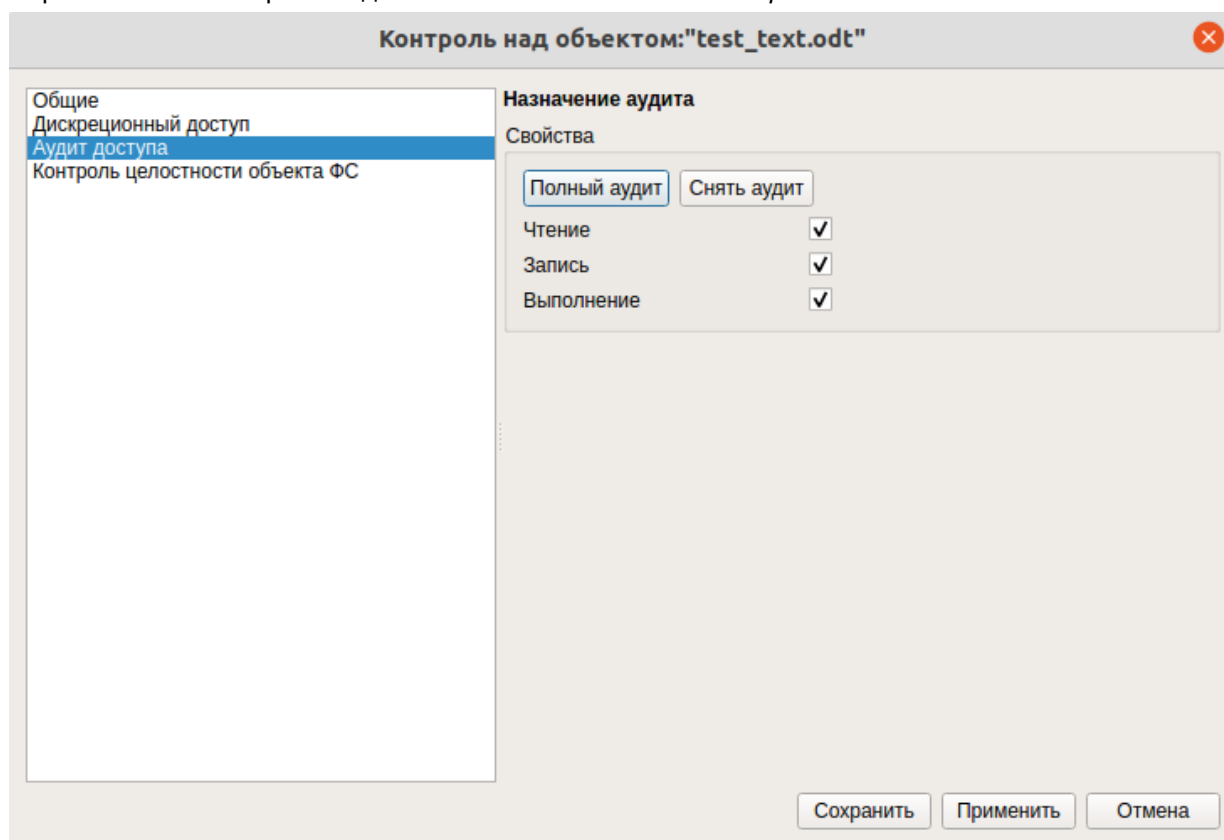 Контроль над объектом:"test_text.odt"
Общие
Дискреционный доступ
Аудит доступа
Контроль целостности объекта ФС
Назначение аудита
Свойства
Полный аудит Снять аудит
Чтение
Запись
Выполнение
Сохранить Применить Отмена